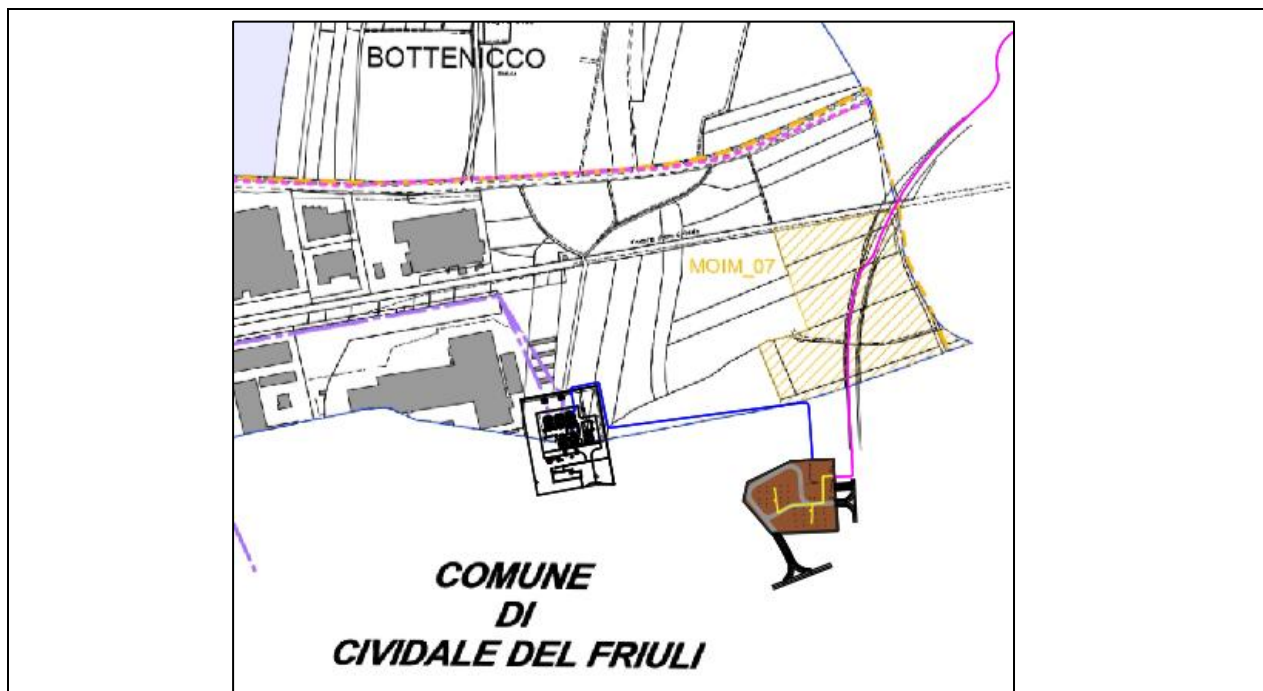 BOTTENICCO
MOIM_07
COMUNE
DI
CIVIDALE DEL FRIULI